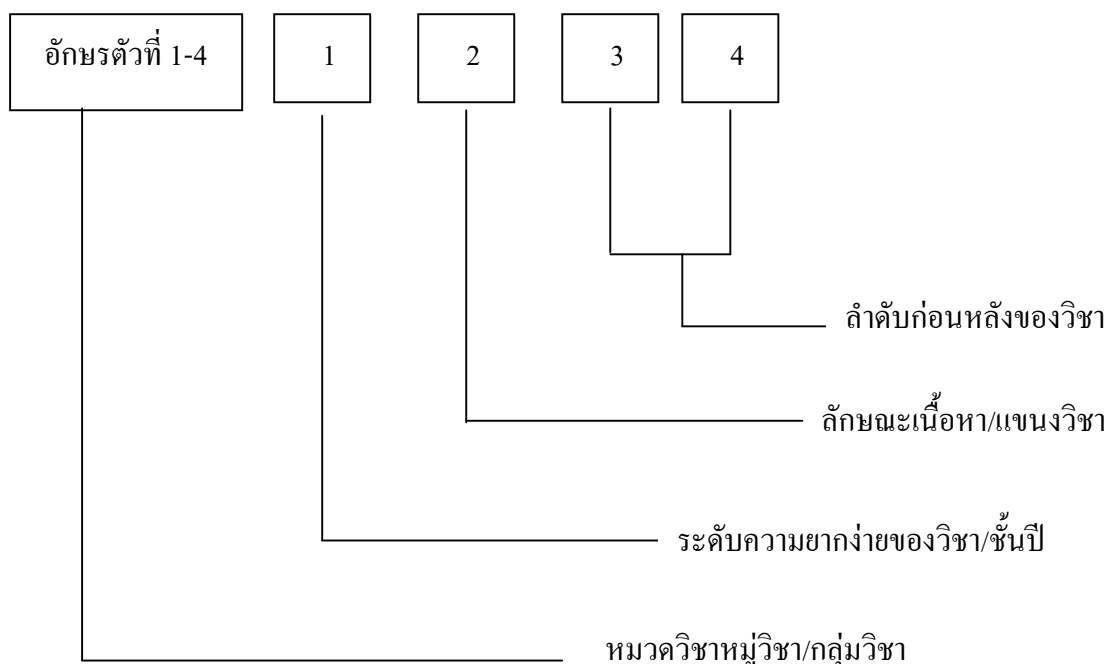 อักษรตัวที่ 1-4 1 2 3 4
ลำดับก่อนหลังของวิชา
ลักษณะเนื้อหา/แขนงวิชา
ระดับความยากง่ายของวิชา/ชั้นปี
หมวดวิชาหมู่วิชา/กลุ่มวิชา